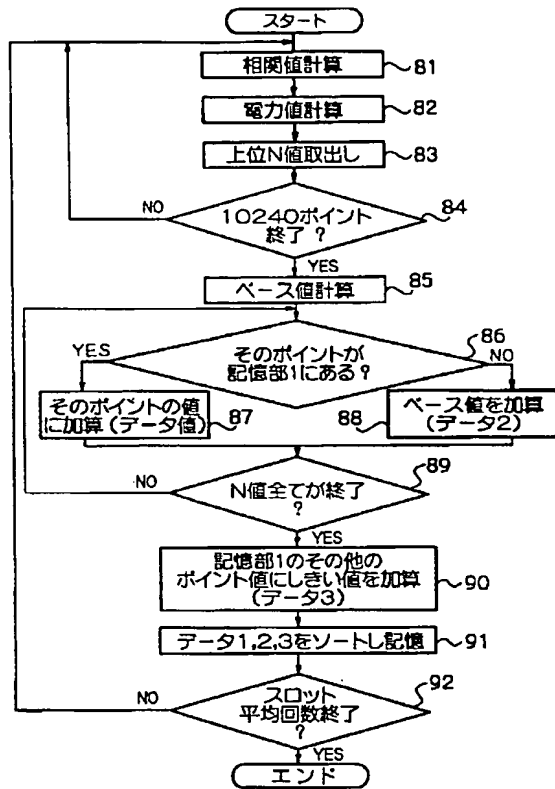 スタート
相関値計算
81
電力値計算
82
上位N値取出し
83
10240ポイント
終了?
84
NO
YES
ベース値計算
85
そのポイントが
記憶部1にある?
86
YES
NO
そのポイントの値
に加算(データ値)
87
ベース値を加算
(データ2)
88
N値全てが終了
?
89
NO
YES
記憶部1のその他の
ポイント値にしきい値を加算
(データ3)
90
データ1,2,3をソートし記憶
91
スロット
平均回数終了
?
92
NO
YES
エンド